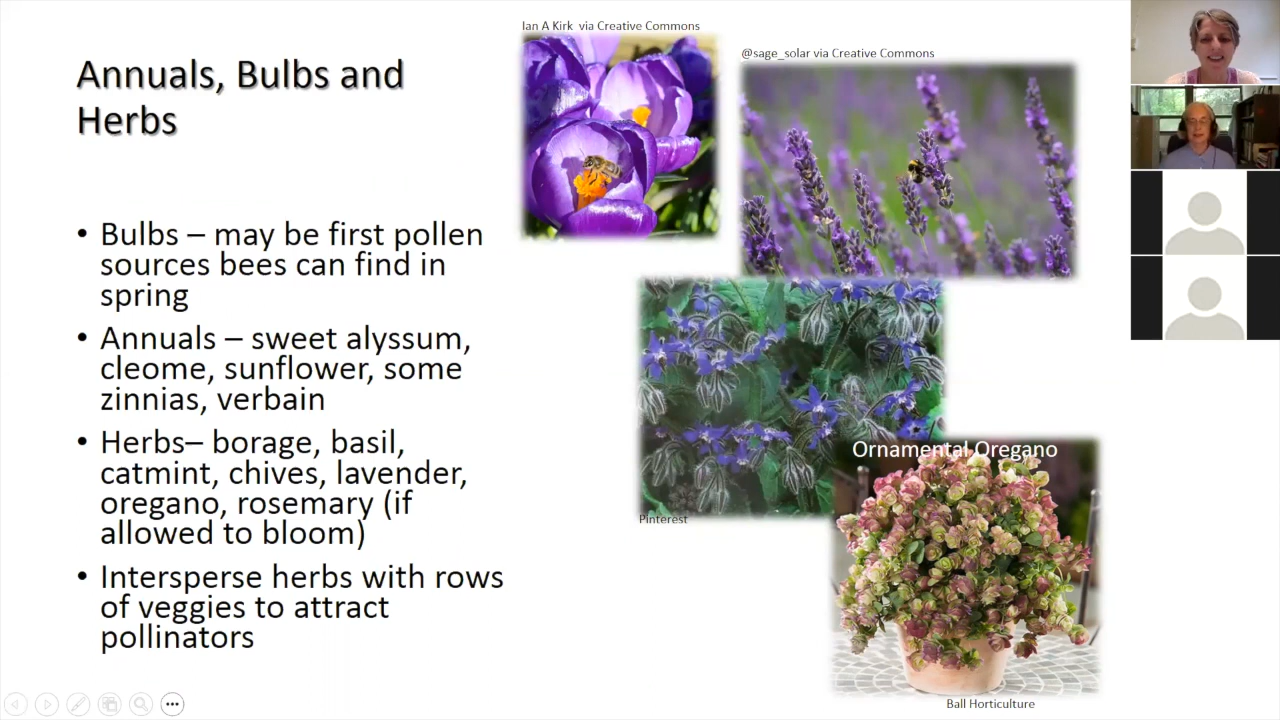 Annuals, Bulbs and
Herbs
• Bulbs – may be first pollen
sources bees can find in
spring
• Annuals – sweet alyssum,
cleome, sunflower, some
zinnias, verbain
• Herbs– borage, basil,
catmint, chives, lavender,
oregano, rosemary (if
allowed to bloom)
• Intersperse herbs with rows
of veggies to attract
pollinators
Ian A Kirk via Creative Commons
@sage_solar via Creative Commons
Pinterest
Ornamental Oregano
Ball Horticulture